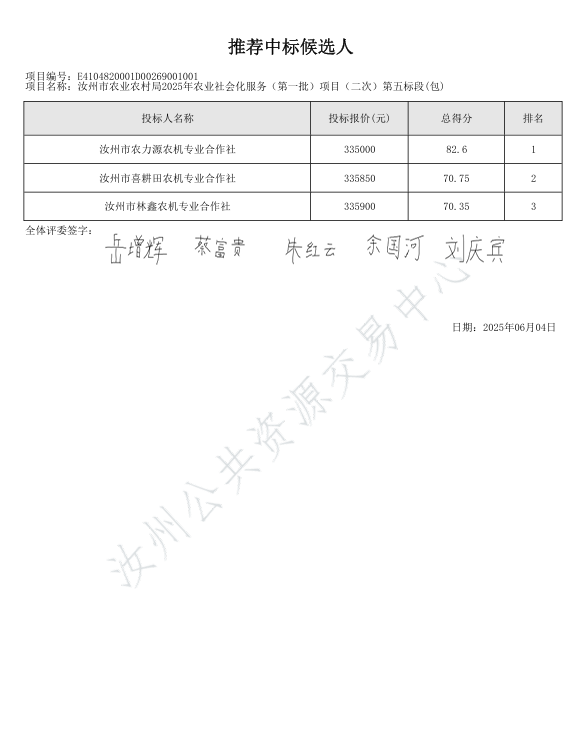 推荐中标候选人
项目编号: E4104820001D00269001001
项目名称: 汝州市农业农村局2025年农业社会化服务（第一批）项目（二次）第五标段(包)
投标人名称 投标报价(元) 总得分 排名
汝州市农力源农机专业合作社 335000 82.6 1
汝州市喜耕田农机专业合作社 335850 70.75 2
汝州市林鑫农机专业合作社 335900 70.35 3
全体评委签字:
岳增辉 蔡富贵 朱红云 余国河 刘庆宾
日期: 2025年06月04日
汝州公共资源交易中心